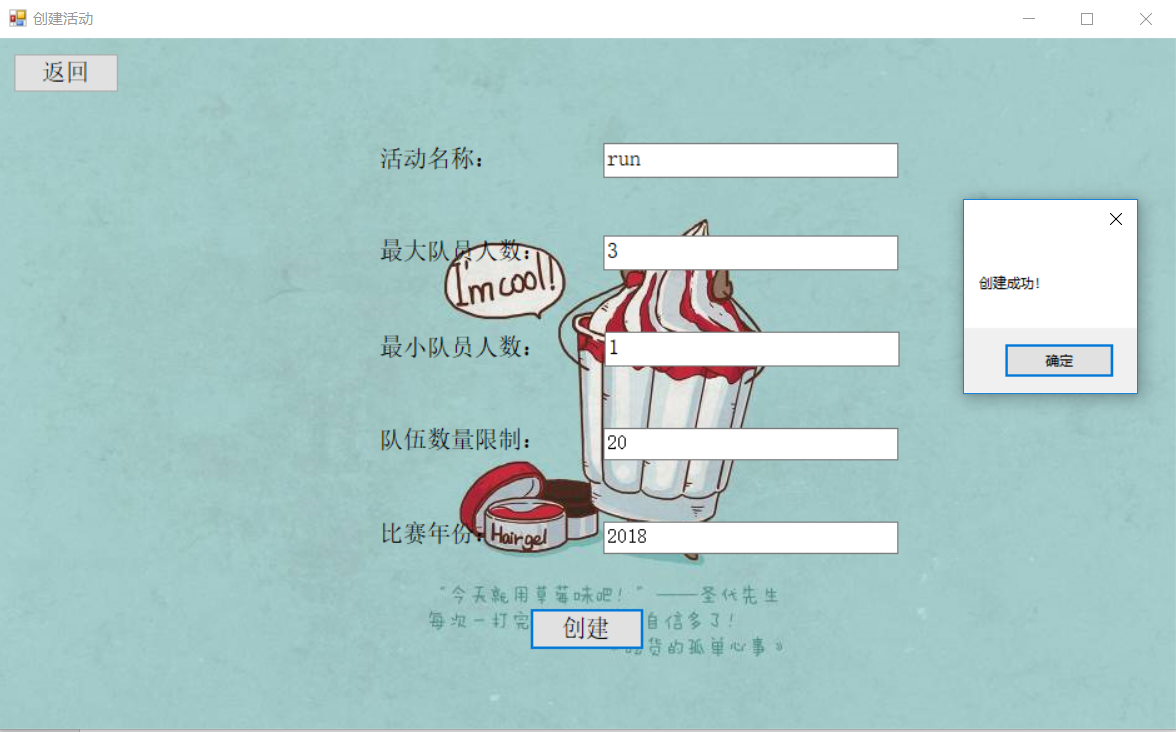 创建活动
返回
活动名称：
run
最大队员人数：
3
I'm cool!
创建成功！
确定
最小队员人数：
1
队伍数量限制：
20
比赛年份：
2018
Hairgel
“今天就用草莓味吧！”——圣代先生
每次一打完
自信多了！
创建
货的孤单心事》